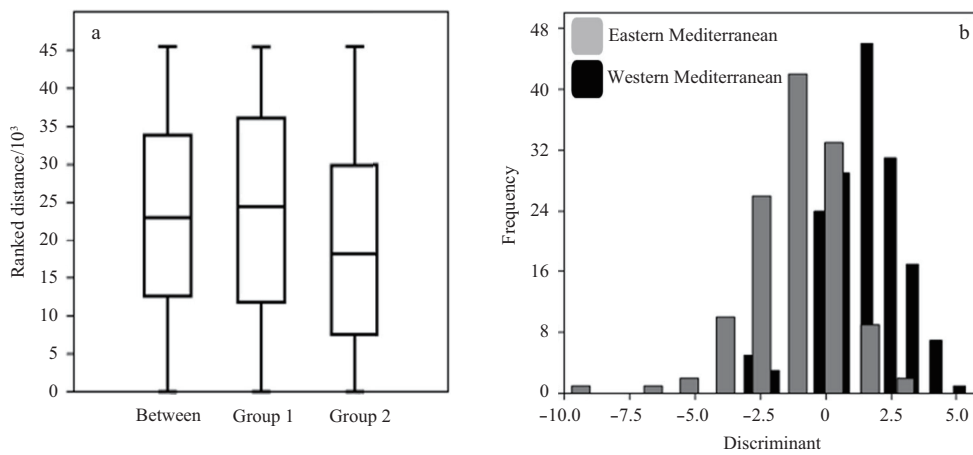 a
Ranked distance/10³
45
40
35
30
25
20
15
10
5
0
Between Group 1 Group 2
b
Eastern Mediterranean
Western Mediterranean
Frequency
48
40
32
24
16
8
0
-10.0 -7.5 -5.0 -2.5 0 2.5 5.0
Discriminant